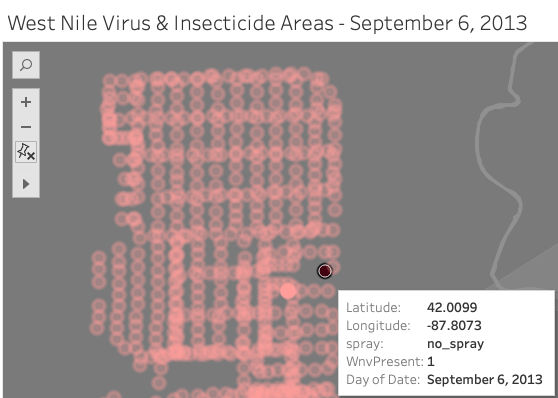 West Nile Virus & Insecticide Areas - September 6, 2013
Latitude: 42.0099
Longitude: -87.8073
spray: no_spray
WnvPresent: 1
Day of Date: September 6, 2013